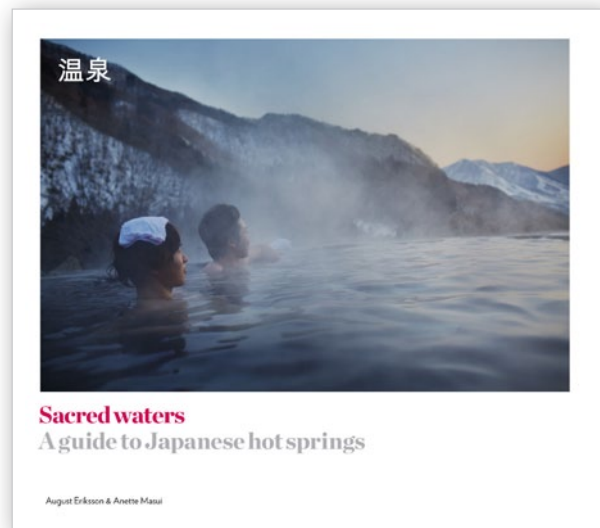 温泉
Sacred waters
A guide to Japanese hot springs
August Eriksson & Anette Masui